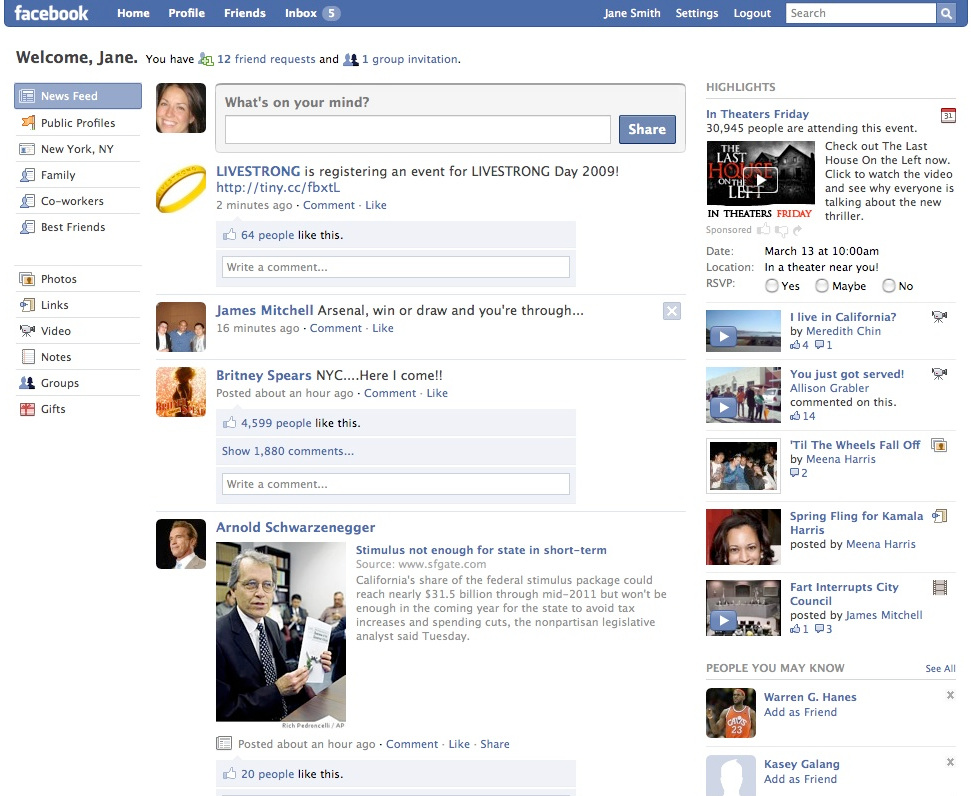 facebook Home Profile Friends Inbox 5 Jane Smith Settings Logout Search
Welcome, Jane. You have 12 friend requests and 1 group invitation.
News Feed
Public Profiles
New York, NY
Family
Co-workers
Best Friends
Photos
Links
Video
Notes
Groups
Gifts
What's on your mind?
Share
LIVESTRONG is registering an event for LIVESTRONG Day 2009!
http://tiny.cc/fbxtL
2 minutes ago · Comment · Like
64 people like this.
Write a comment...
James Mitchell Arsenal, win or draw and you're through...
16 minutes ago · Comment · Like
Britney Spears NYC....Here I come!!
Posted about an hour ago · Comment · Like
4,599 people like this.
Show 1,880 comments...
Write a comment...
Arnold Schwarzenegger
Stimulus not enough for state in short-term
Source: www.sfgate.com
California's share of the federal stimulus package could
reach nearly $31.5 billion through mid-2011 but won't be
enough in the coming year for the state to avoid tax
increases and spending cuts, the nonpartisan legislative
analyst said Tuesday.
Rich Pedroncelli / AP
Posted about an hour ago · Comment · Like · Share
20 people like this.
HIGHLIGHTS
In Theaters Friday
31
30,945 people are attending this event.
THE
LAST
HOUSE
ON THE
LEFT
IN THEATERS FRIDAY
Check out The Last
House On the Left now.
Click to watch the video
and see why everyone is
talking about the new
thriller.
Sponsored
Date: March 13 at 10:00am
Location: In a theater near you!
RSVP: Yes Maybe No
I live in California?
by Meredith Chin
4 1
You just got served!
Allison Grabler
commented on this.
14
'Til The Wheels Fall Off
by Meena Harris
2
Spring Fling for Kamala
Harris
posted by Meena Harris
Fart Interrupts City
Council
posted by James Mitchell
1 3
PEOPLE YOU MAY KNOW See All
Warren G. Hanes
Add as Friend
CAVS
23
Kasey Galang
Add as Friend